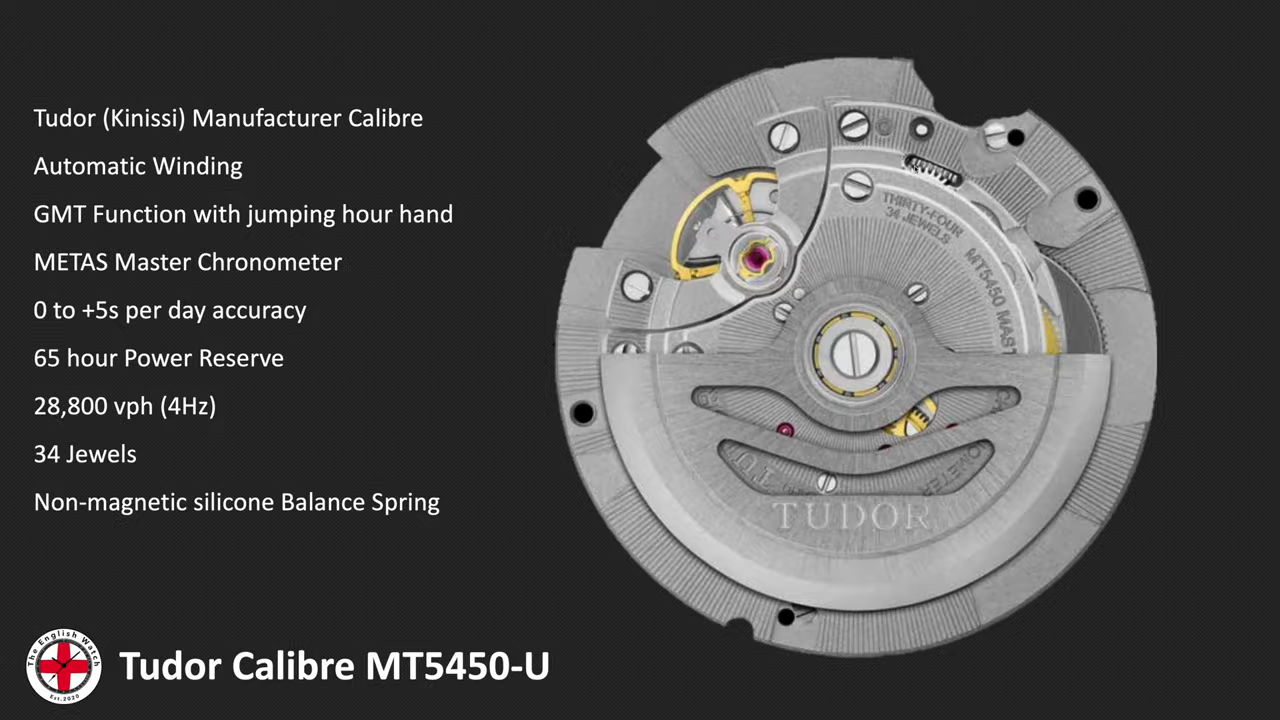 Tudor (Kinissi) Manufacturer Calibre
Automatic Winding
GMT Function with jumping hour hand
METAS Master Chronometer
0 to +5s per day accuracy
65 hour Power Reserve
28,800 vph (4Hz)
34 Jewels
Non-magnetic silicone Balance Spring
THIRTY-FOUR
34 JEWELS
MT5450 MAST
TUDOR
The English Watch
Est.2020
Tudor Calibre MT5450-U